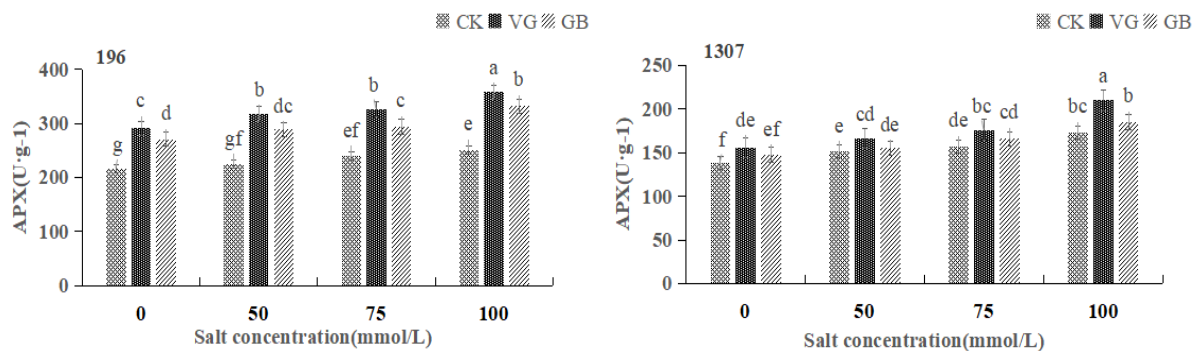 CK VG GB
196
APX(U·g-1)
400
300
200
100
0
g c d
gf b dc
ef b c
e a b
0 50 75 100
Salt concentration(mmol/L)
CK VG GB
1307
APX(U·g-1)
250
200
150
100
50
0
f de ef
e cd de
de bc cd
bc a b
0 50 75 100
Salt concentration(mmol/L)